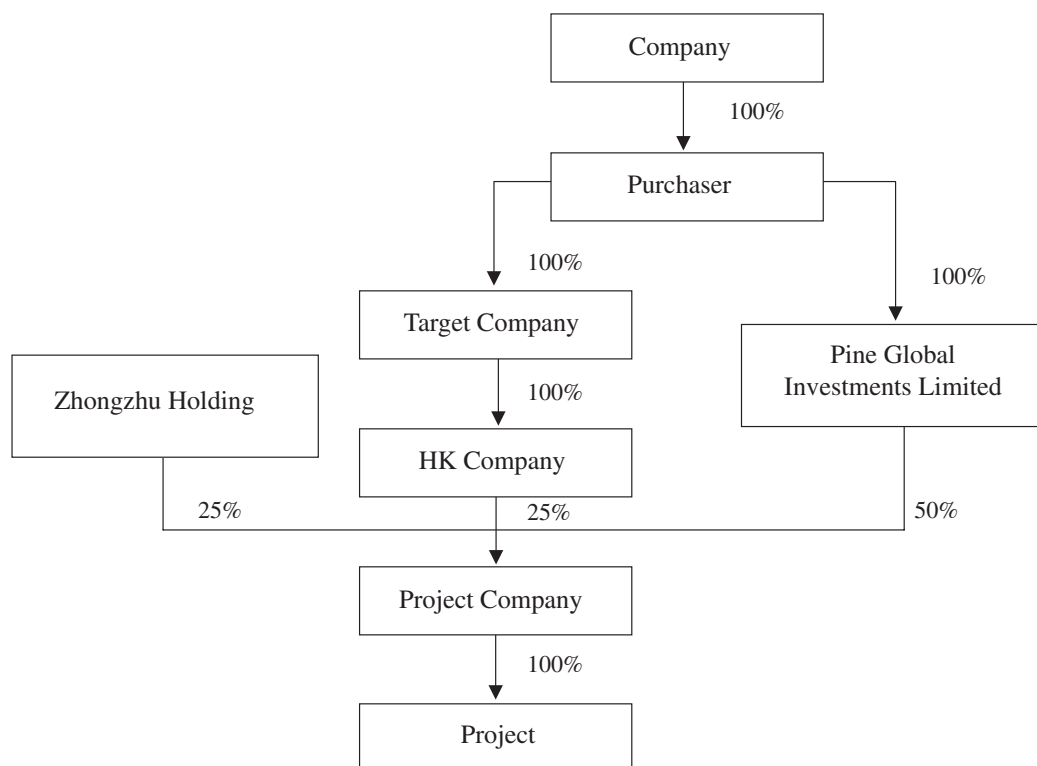 Company
100%
Purchaser
100%
100%
Target Company
Pine Global
Investments Limited
Zhongzhu Holding
100%
HK Company
25%
25%
50%
Project Company
100%
Project